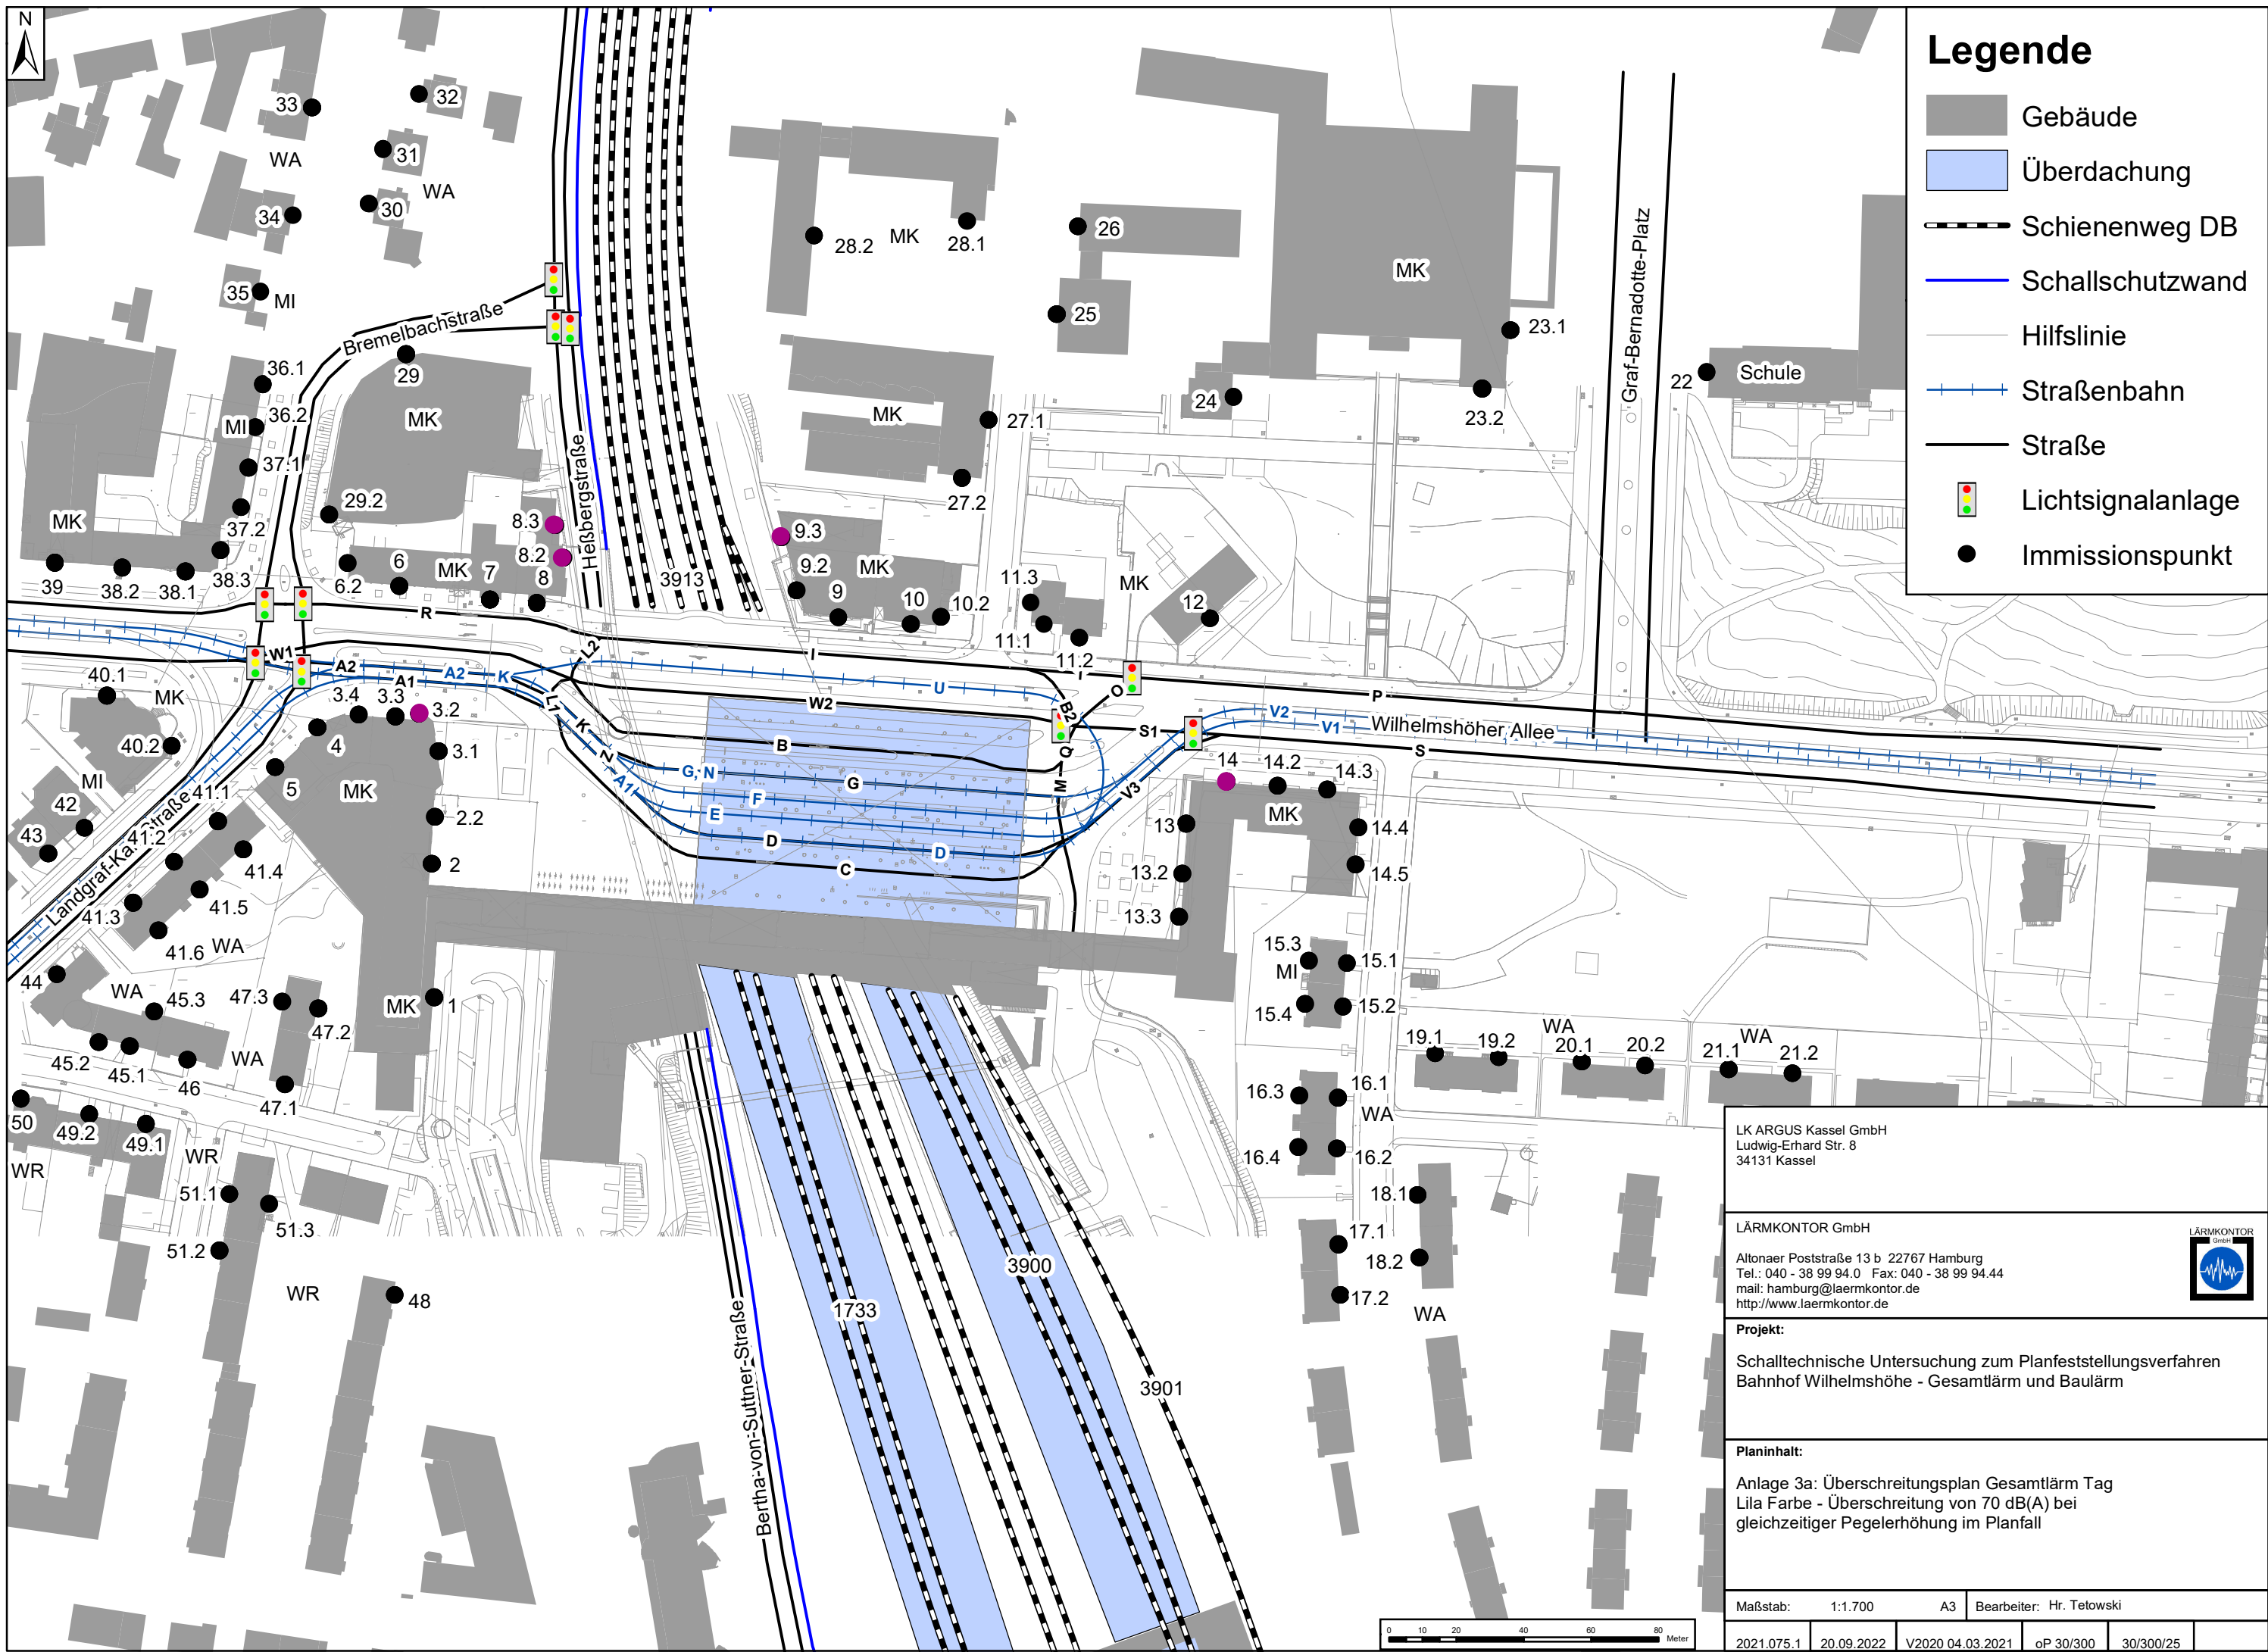 N
Legende
Gebäude
Überdachung
Schienenweg DB
Schallschutzwand
Hilfslinie
Straßenbahn
Straße
Lichtsignalanlage
Immissionspunkt
33
32
WA
31
WA
30
34
35
MI
Bremelbachstraße
29
36.1
MK
36.2
MI
37.1
29.2
37.2
MK
39
38.2
38.1
38.3
6.2
6
MK
7
8
8.2
8.3
Heßbergstraße
3913
28.2
MK
28.1
26
25
MK
23.1
23.2
24
Graf-Bernadotte-Platz
22
Schule
MK
27.1
27.2
9.3
9.2
MK
9
10
10.2
11.3
11.1
11.2
MK
12
R
W1
A2
A1
A2
K
L2
L1
K
N
Z
A1
I
U
W2
B
G, N
G
F
E
D
D
C
I
B2
O
Q
M
S1
V3
V2
V1
P
Wilhelmshöher Allee
S
40.1
MK
40.2
MI
42
43
Landgraf-Karl-Straße
3.4
3.3
3.2
3.1
4
5
MK
2.2
2
41.1
41.2
41.3
41.4
41.5
41.6
WA
44
WA
45.3
45.2
45.1
46
WA
47.3
47.2
47.1
MK
1
50
49.2
49.1
WR
WR
51.1
51.2
51.3
WR
48
Bertha-von-Suttner-Straße
1733
3900
3901
14
14.2
14.3
MK
14.4
14.5
13
13.2
13.3
15.3
MI
15.1
15.4
15.2
16.3
16.1
WA
16.4
16.2
17.1
17.2
18.1
18.2
WA
19.1
19.2
WA
20.1
20.2
21.1
WA
21.2
LK ARGUS Kassel GmbH
Ludwig-Erhard Str. 8
34131 Kassel
LÄRMKONTOR GmbH
Altonaer Poststraße 13 b 22767 Hamburg
Tel.: 040 - 38 99 94.0 Fax: 040 - 38 99 94.44
mail: hamburg@laermkontor.de
http://www.laermkontor.de
LÄRMKONTOR
GmbH
Projekt:
Schalltechnische Untersuchung zum Planfeststellungsverfahren
Bahnhof Wilhelmshöhe - Gesamtlärm und Baulärm
Planinhalt:
Anlage 3a: Überschreitungsplan Gesamtlärm Tag
Lila Farbe - Überschreitung von 70 dB(A) bei
gleichzeitiger Pegelerhöhung im Planfall
Maßstab: 1:1.700 A3 Bearbeiter: Hr. Tetowski
2021.075.1 20.09.2022 V2020 04.03.2021 oP 30/300 30/300/25
0 10 20 40 60 80
Meter